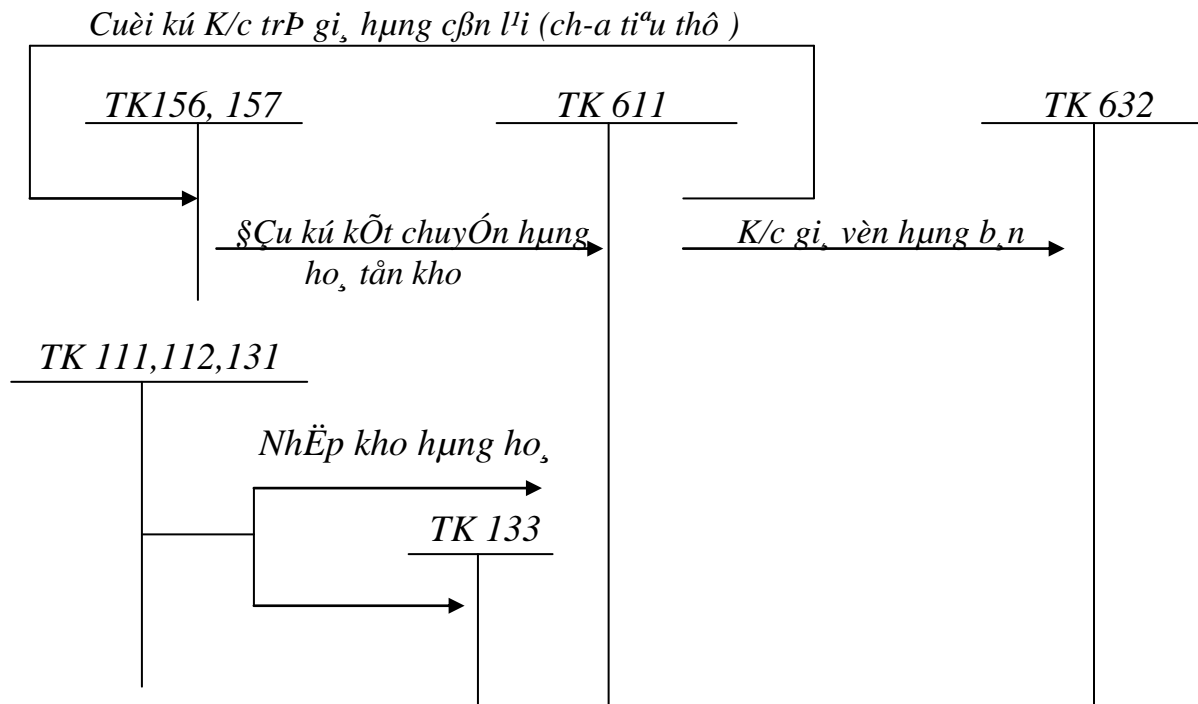 Cuèi kú K/c trÞ gi¸ hµng cßn l¹i (ch-a tiªu thô )
TK156, 157
TK 611
TK 632
§Çu kú kÕt chuyÓn hµng
ho¸ tån kho
K/c gi¸ vèn hµng b¸n
TK 111,112,131
NhËp kho hµng ho¸
TK 133